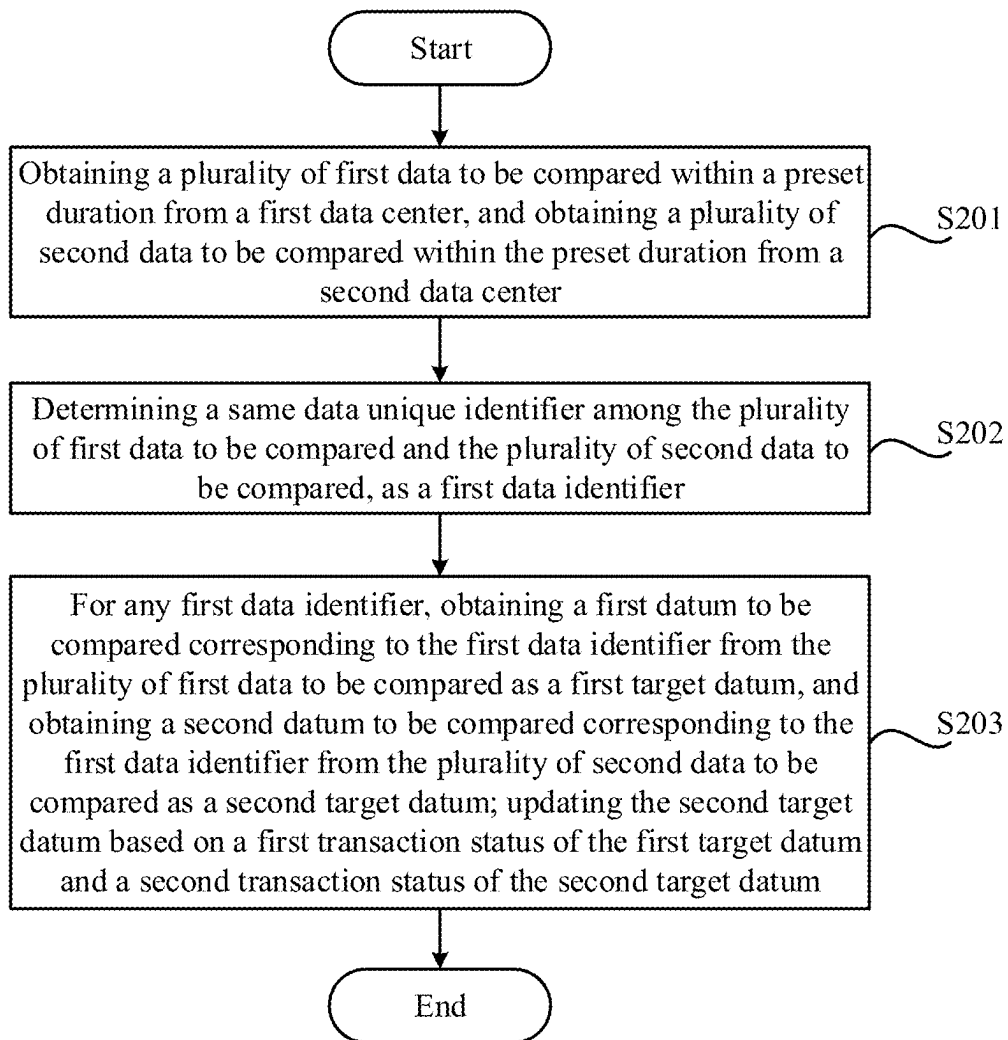 Start
Obtaining a plurality of first data to be compared within a preset
duration from a first data center, and obtaining a plurality of
second data to be compared within the preset duration from a
second data center
S201
Determining a same data unique identifier among the plurality
of first data to be compared and the plurality of second data to
be compared, as a first data identifier
S202
For any first data identifier, obtaining a first datum to be
compared corresponding to the first data identifier from the
plurality of first data to be compared as a first target datum, and
obtaining a second datum to be compared corresponding to the
first data identifier from the plurality of second data to be
compared as a second target datum; updating the second target
datum based on a first transaction status of the first target datum
and a second transaction status of the second target datum
S203
End